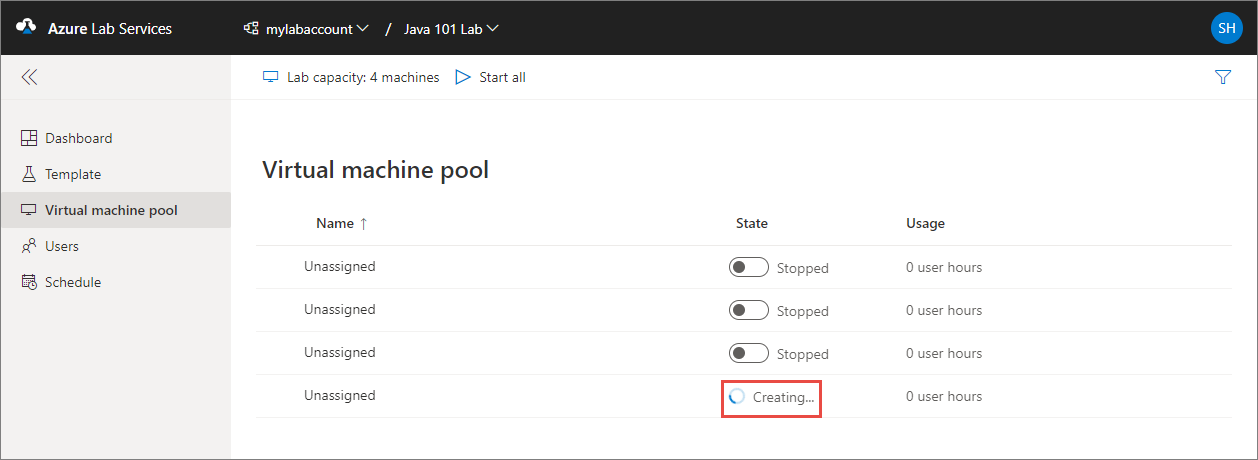 Azure Lab Services mylabaccount / Java 101 Lab SH
Lab capacity: 4 machines Start all
Dashboard
Template
Virtual machine pool
Users
Schedule
Virtual machine pool
Name ↑ State Usage
Unassigned Stopped 0 user hours
Unassigned Stopped 0 user hours
Unassigned Stopped 0 user hours
Unassigned Creating... 0 user hours